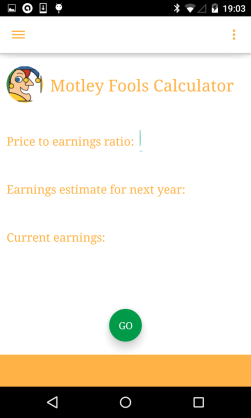 19:03
Motley Fools Calculator
Price to earnings ratio:
Earnings estimate for next year:
Current earnings:
GO